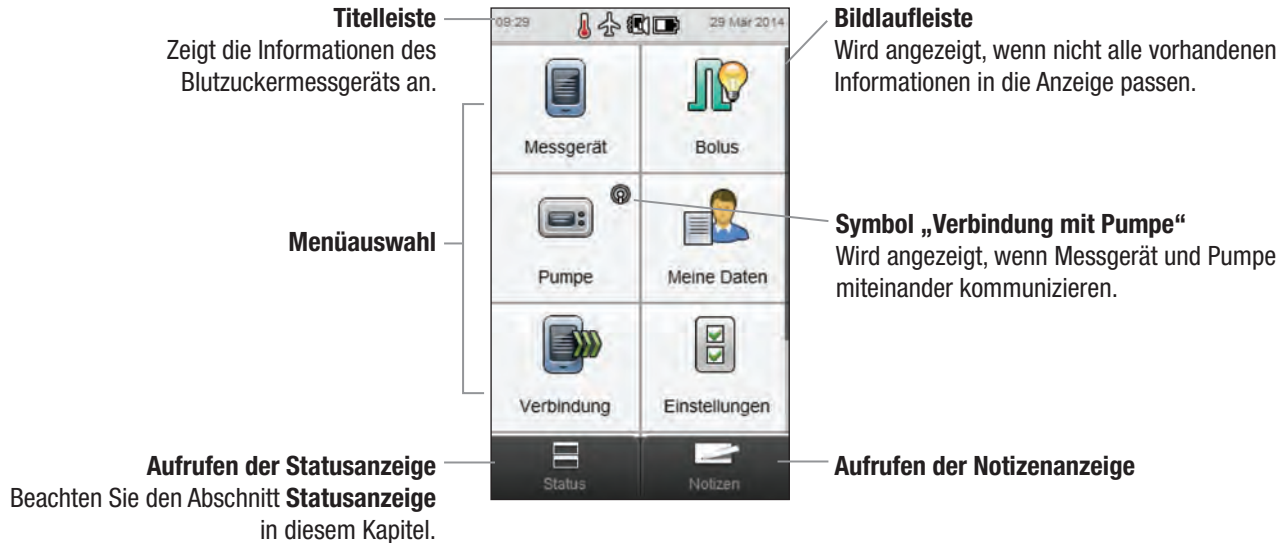 Titelleiste
Zeigt die Informationen des
Blutzuckermessgeräts an.
Menüauswahl
Aufrufen der Statusanzeige
Beachten Sie den Abschnitt Statusanzeige
in diesem Kapitel.
09:29
29 Mär 2014
Messgerät
Bolus
Pumpe
Meine Daten
Verbindung
Einstellungen
Status
Notizen
Bildlaufleiste
Wird angezeigt, wenn nicht alle vorhandenen
Informationen in die Anzeige passen.
Symbol „Verbindung mit Pumpe“
Wird angezeigt, wenn Messgerät und Pumpe
miteinander kommunizieren.
Aufrufen der Notizenanzeige